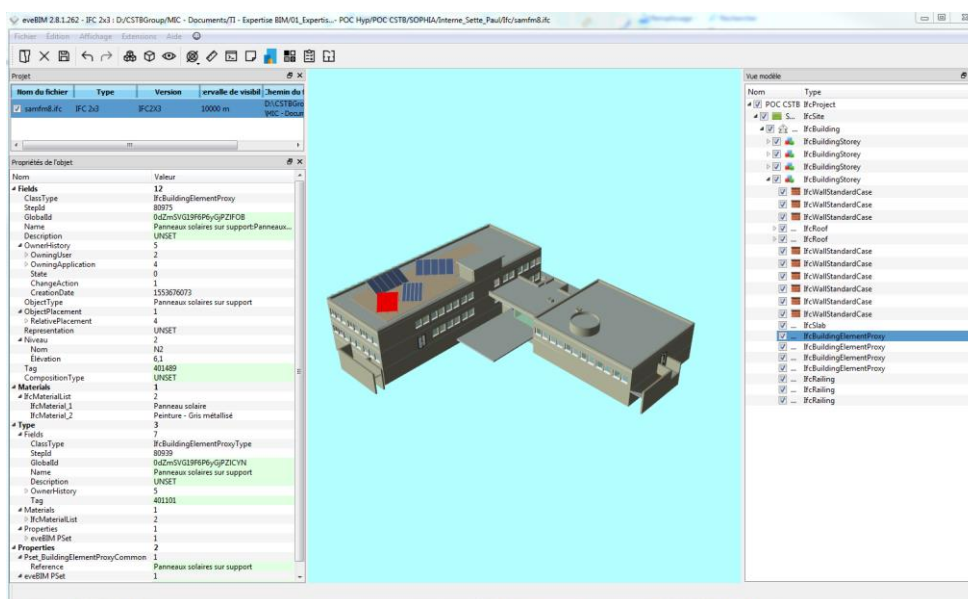 eveBIM 2.8.1.262 - IFC 2x3 : D:/CSTBGroup/MIC - Documents/TI - Expertise BIM/01_Expertis...- POC Hyp/POC CSTB/SOPHIA/Interne_Sette_Paul/Ifc/samfm8.ifc
Fichier Édition Affichage Extensions Aide
Projet
Nom du fichier Type Version ervalle de visibil Chemin du f
samfm8.ifc IFC 2x3 IFC2X3 10000 m D:\CSTBGro
\MIC - Docum
Propriétés de l'objet
Nom Valeur
Fields 12
ClassType IfcBuildingElementProxy
StepId 80975
GlobalId 0dZmSVG19F6P6yGjPZIFOB
Name Panneaux solaires sur support:Panneaux...
Description UNSET
OwnerHistory 5
OwningUser 2
OwningApplication 4
State 0
ChangeAction 1
CreationDate 1553676073
ObjectType Panneaux solaires sur support
ObjectPlacement 1
RelativePlacement 4
Representation UNSET
Niveau 2
Nom N2
Élévation 6,1
Tag 401489
CompositionType UNSET
Materials 1
IfcMaterialList 2
IfcMaterial_1 Panneau solaire
IfcMaterial_2 Peinture - Gris métallisé
Type 3
Fields 7
ClassType IfcBuildingElementProxyType
StepId 80939
GlobalId 0dZmSVG19F6P6yGjPZICYN
Name Panneaux solaires sur support
Description UNSET
OwnerHistory 5
Tag 401101
Materials 1
IfcMaterialList 2
Properties 1
eveBIM PSet 1
Properties 2
Pset_BuildingElementProxyCommon 1
Reference Panneaux solaires sur support
eveBIM PSet 1
Vue modèle
Nom Type
POC CSTB IfcProject
S... IfcSite
... IfcBuilding
IfcBuildingStorey
IfcBuildingStorey
IfcBuildingStorey
IfcBuildingStorey
IfcWallStandardCase
IfcWallStandardCase
IfcWallStandardCase
... IfcRoof
... IfcRoof
IfcWallStandardCase
IfcWallStandardCase
IfcWallStandardCase
IfcWallStandardCase
IfcWallStandardCase
IfcWallStandardCase
... IfcSlab
... IfcBuildingElementProxy
... IfcBuildingElementProxy
... IfcBuildingElementProxy
... IfcBuildingElementProxy
... IfcRailing
... IfcRailing
... IfcRailing